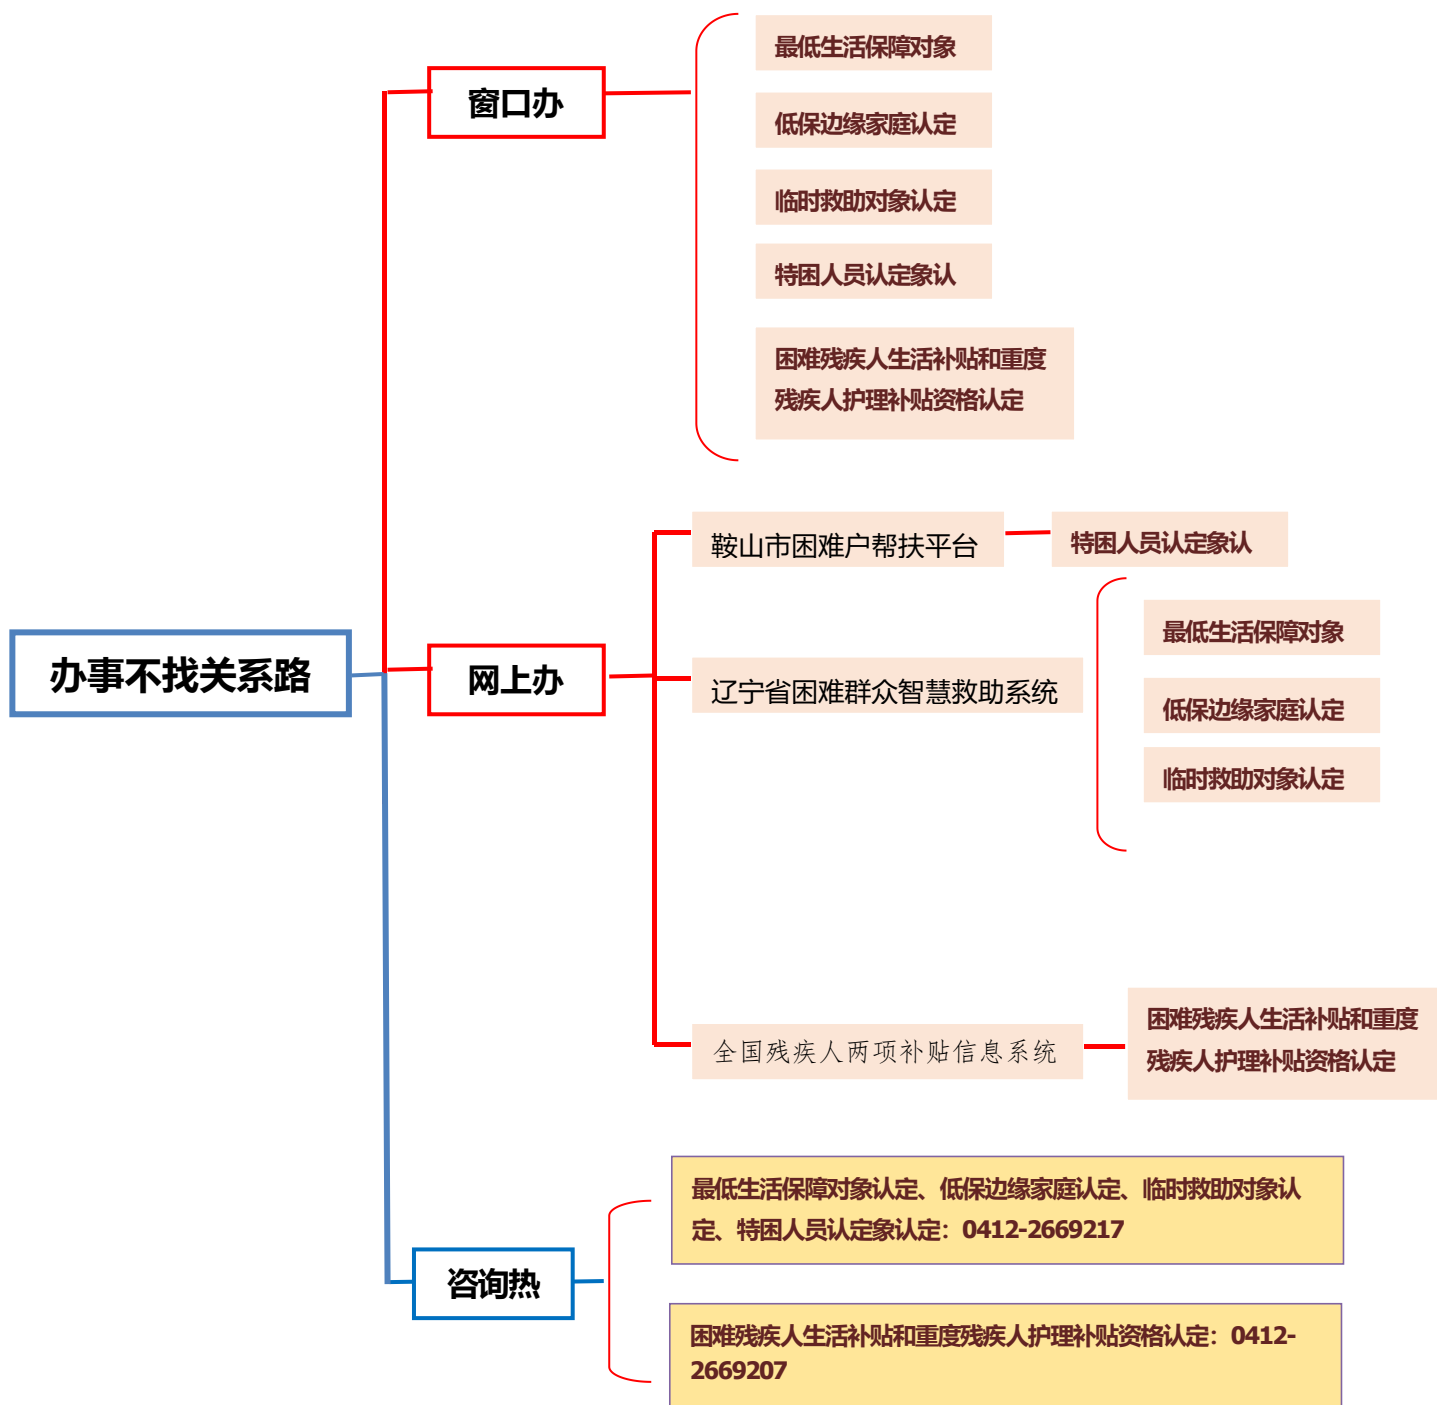 窗口办
最低生活保障对象
低保边缘家庭认定
临时救助对象认定
特困人员认定象认
困难残疾人生活补贴和重度
残疾人护理补贴资格认定
办事不找关系路
网上办
鞍山市困难户帮扶平台
特困人员认定象认
辽宁省困难群众智慧救助系统
最低生活保障对象
低保边缘家庭认定
临时救助对象认定
全国残疾人两项补贴信息系统
困难残疾人生活补贴和重度
残疾人护理补贴资格认定
咨询热
最低生活保障对象认定、低保边缘家庭认定、临时救助对象认
定、特困人员认定象认定：0412-2669217
困难残疾人生活补贴和重度残疾人护理补贴资格认定：0412-
2669207